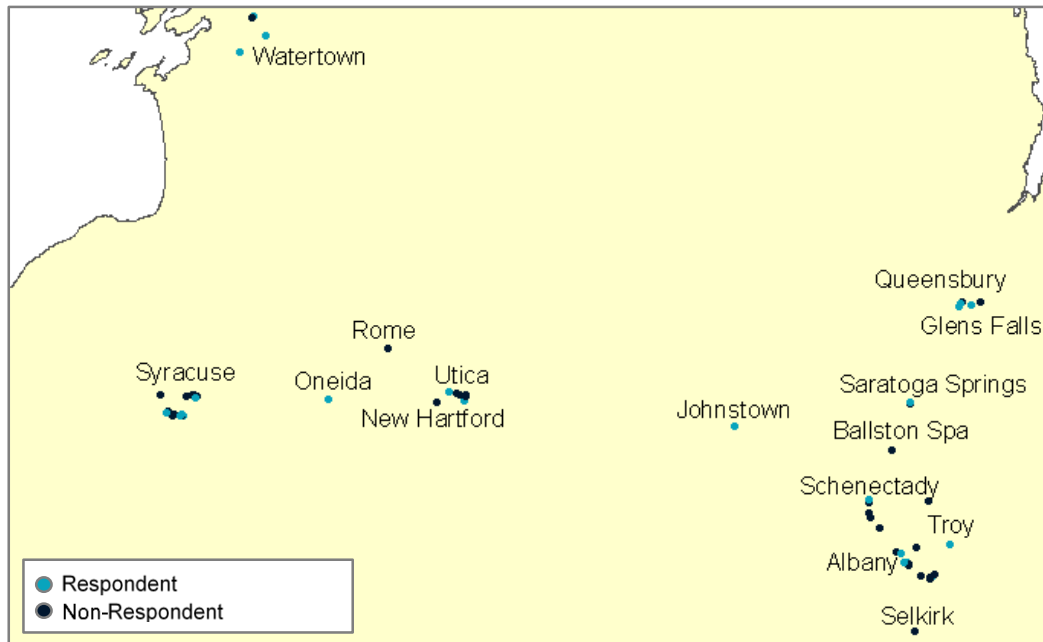 Watertown
Queensbury
Glens Falls
Rome
Syracuse
Oneida
Utica
New Hartford
Johnstown
Saratoga Springs
Ballston Spa
Schenectady
Troy
Albany
Selkirk
Respondent
Non-Respondent